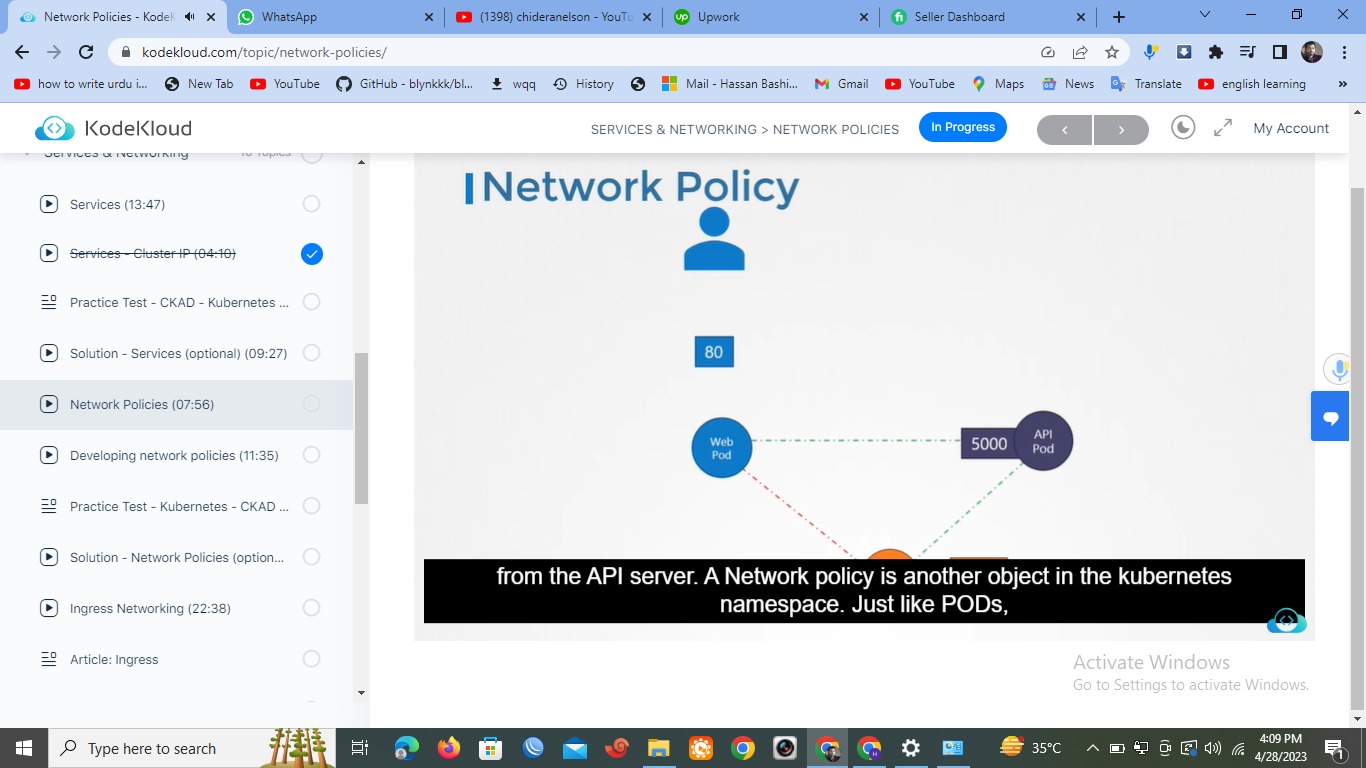 Network Policies - KodeK
WhatsApp
(1398) chideranelson - YouTu
Upwork
Seller Dashboard
kodekloud.com/topic/network-policies/
how to write urdu i...
New Tab
YouTube
GitHub - blynkkk/bl...
wqq
History
Mail - Hassan Bashi...
Gmail
YouTube
Maps
News
Translate
english learning
»
KodeKloud
SERVICES & NETWORKING > NETWORK POLICIES
In Progress
My Account
Services & Networking
Topics
Services (13:47)
Services - Cluster IP (04:10)
Practice Test - CKAD - Kubernetes ...
Solution - Services (optional) (09:27)
Network Policies (07:56)
Developing network policies (11:35)
Practice Test - Kubernetes - CKAD ...
Solution - Network Policies (option...
Ingress Networking (22:38)
Article: Ingress
Network Policy
80
Web
Pod
5000
API
Pod
from the API server. A Network policy is another object in the kubernetes
namespace. Just like PODs,
Activate Windows
Go to Settings to activate Windows.
Type here to search
35°C
4:09 PM
4/28/2023
1